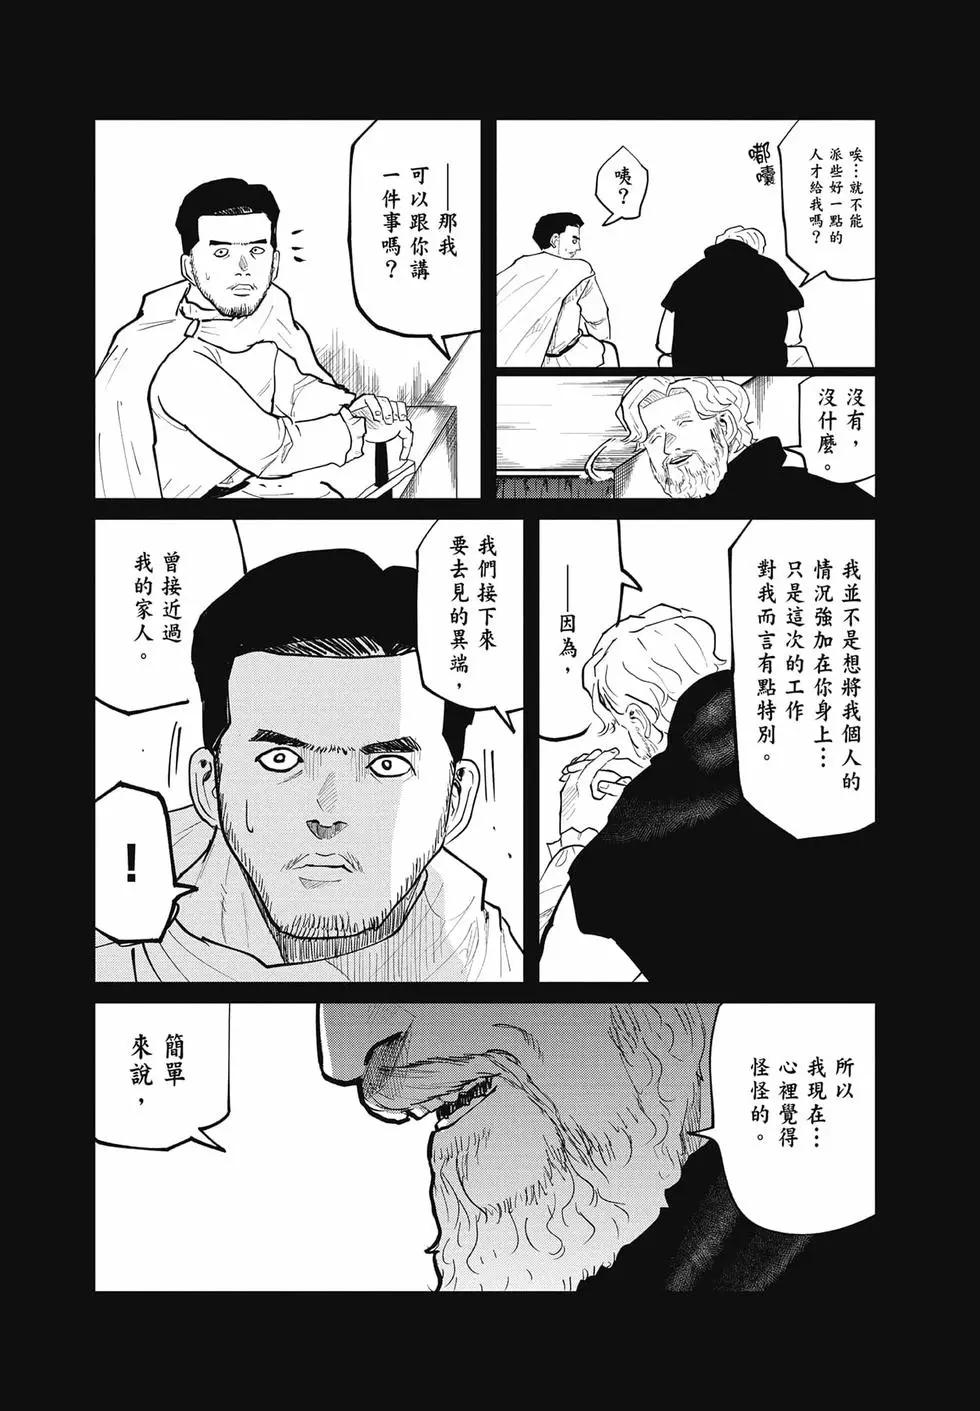 唉…就不能
派些好一點的
人才給我嗎？
嘟囔
咦？
沒有，
沒什麼。
——那我
可以跟你講
一件事嗎？
我並不是想將我個人的
情況強加在你身上…
只是這次的工作
對我而言有點特別。
——因為，
我們接下來
要去見的異端，
曾接近過
我的家人。
！
所以
我現在…
心裡覺得
怪怪的。
簡單
來說，